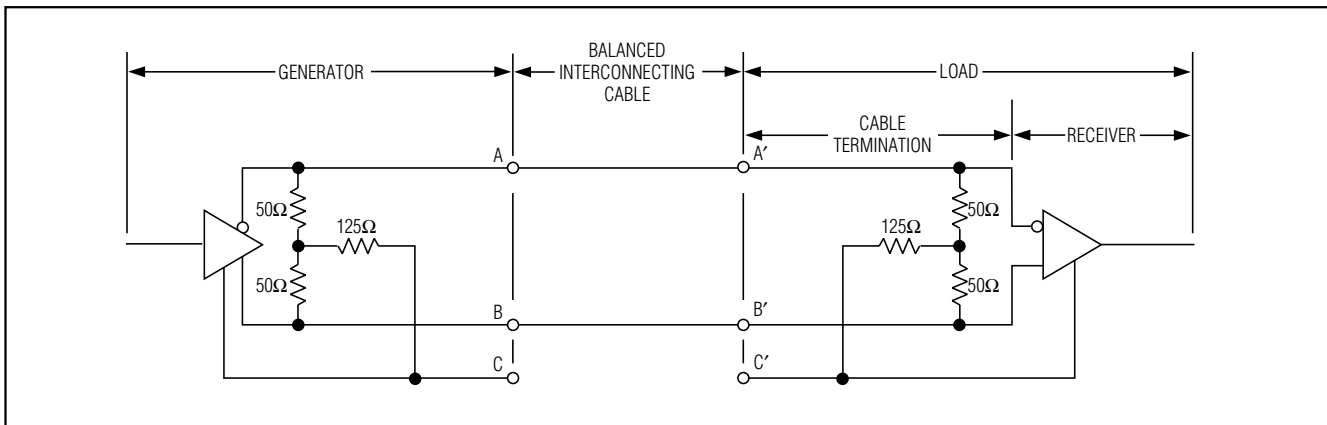 GENERATOR
BALANCED
INTERCONNECTING
CABLE
LOAD
CABLE
TERMINATION
RECEIVER
A
A′
50Ω
125Ω
50Ω
B
C
B′
C′
125Ω
50Ω
50Ω